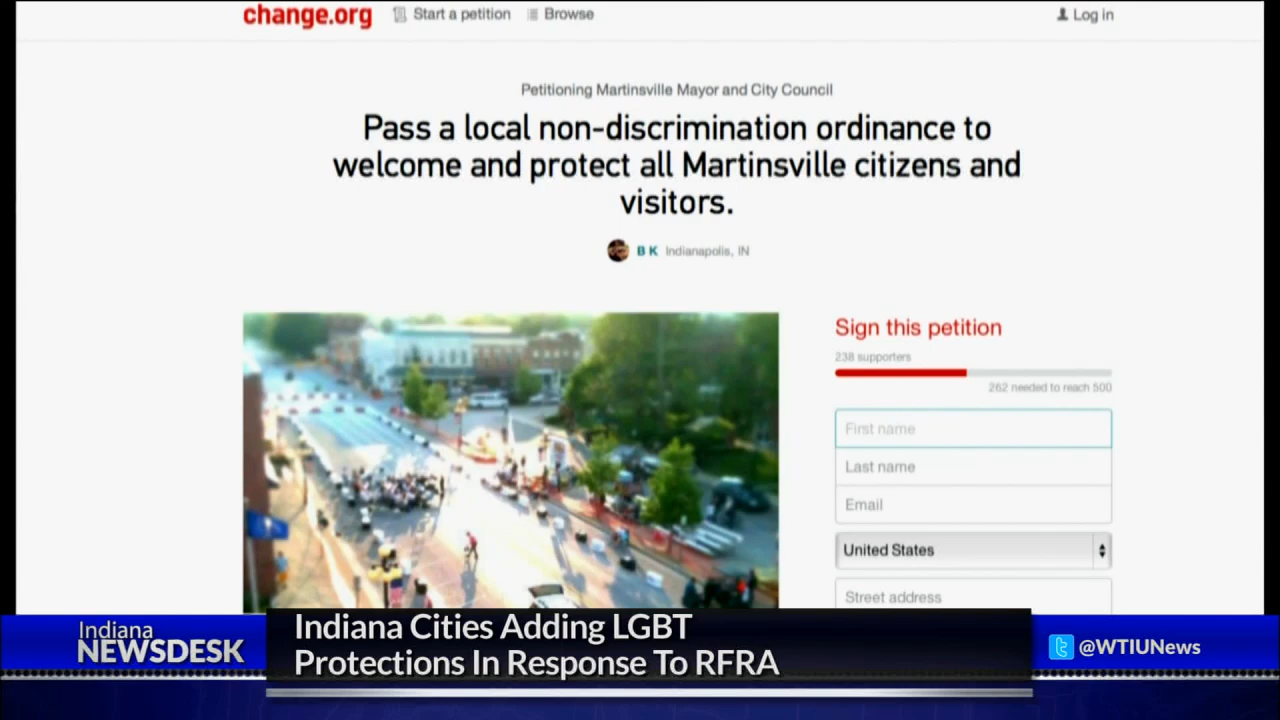 change.org Start a petition Browse Log in
Petitioning Martinsville Mayor and City Council
Pass a local non-discrimination ordinance to
welcome and protect all Martinsville citizens and
visitors.
B K Indianapolis, IN
Sign this petition
238 supporters
262 needed to reach 500
First name
Last name
Email
United States
Street address
Indiana
NEWSDESK
Indiana Cities Adding LGBT
Protections In Response To RFRA
@WTIUNews